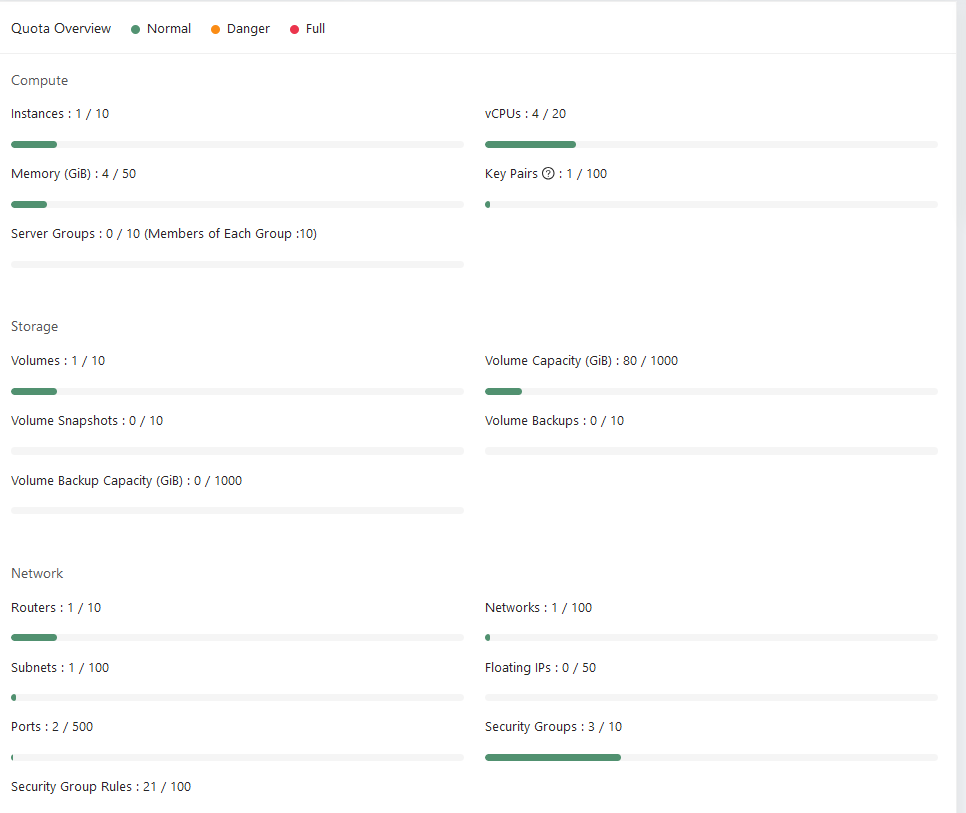 Quota Overview Normal Danger Full
Compute
Instances : 1 / 10
vCPUs : 4 / 20
Memory (GiB) : 4 / 50
Key Pairs ? : 1 / 100
Server Groups : 0 / 10 (Members of Each Group :10)
Storage
Volumes : 1 / 10
Volume Capacity (GiB) : 80 / 1000
Volume Snapshots : 0 / 10
Volume Backups : 0 / 10
Volume Backup Capacity (GiB) : 0 / 1000
Network
Routers : 1 / 10
Networks : 1 / 100
Subnets : 1 / 100
Floating IPs : 0 / 50
Ports : 2 / 500
Security Groups : 3 / 10
Security Group Rules : 21 / 100